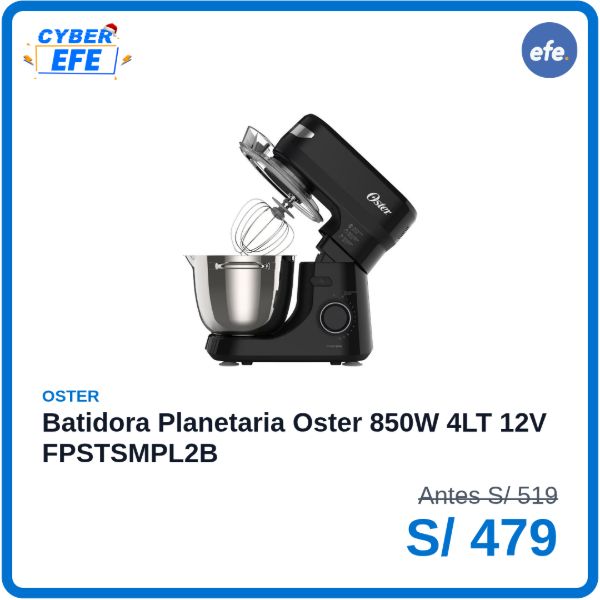 CYBER
EFE
efe.
Oster
OSTER
Batidora Planetaria Oster 850W 4LT 12V
FPSTSMPL2B
Antes S/ 519
S/ 479